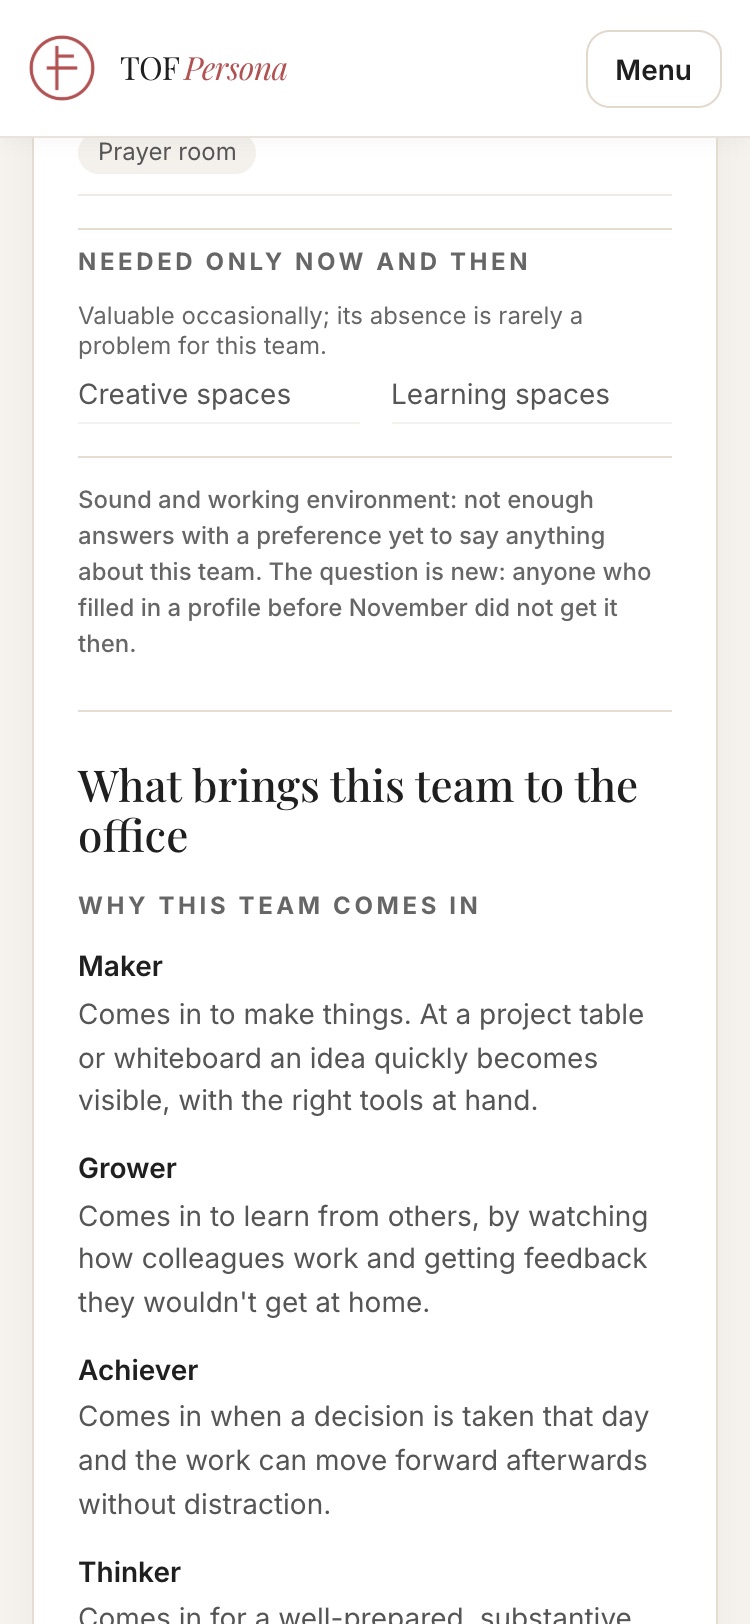 TOF Persona
Menu
Prayer room
NEEDED ONLY NOW AND THEN
Valuable occasionally; its absence is rarely a
problem for this team.
Creative spaces
Learning spaces
Sound and working environment: not enough
answers with a preference yet to say anything
about this team. The question is new: anyone who
filled in a profile before November did not get it
then.
What brings this team to the
office
WHY THIS TEAM COMES IN
Maker
Comes in to make things. At a project table
or whiteboard an idea quickly becomes
visible, with the right tools at hand.
Grower
Comes in to learn from others, by watching
how colleagues work and getting feedback
they wouldn't get at home.
Achiever
Comes in when a decision is taken that day
and the work can move forward afterwards
without distraction.
Thinker
Comes in for a well-prepared, substantive